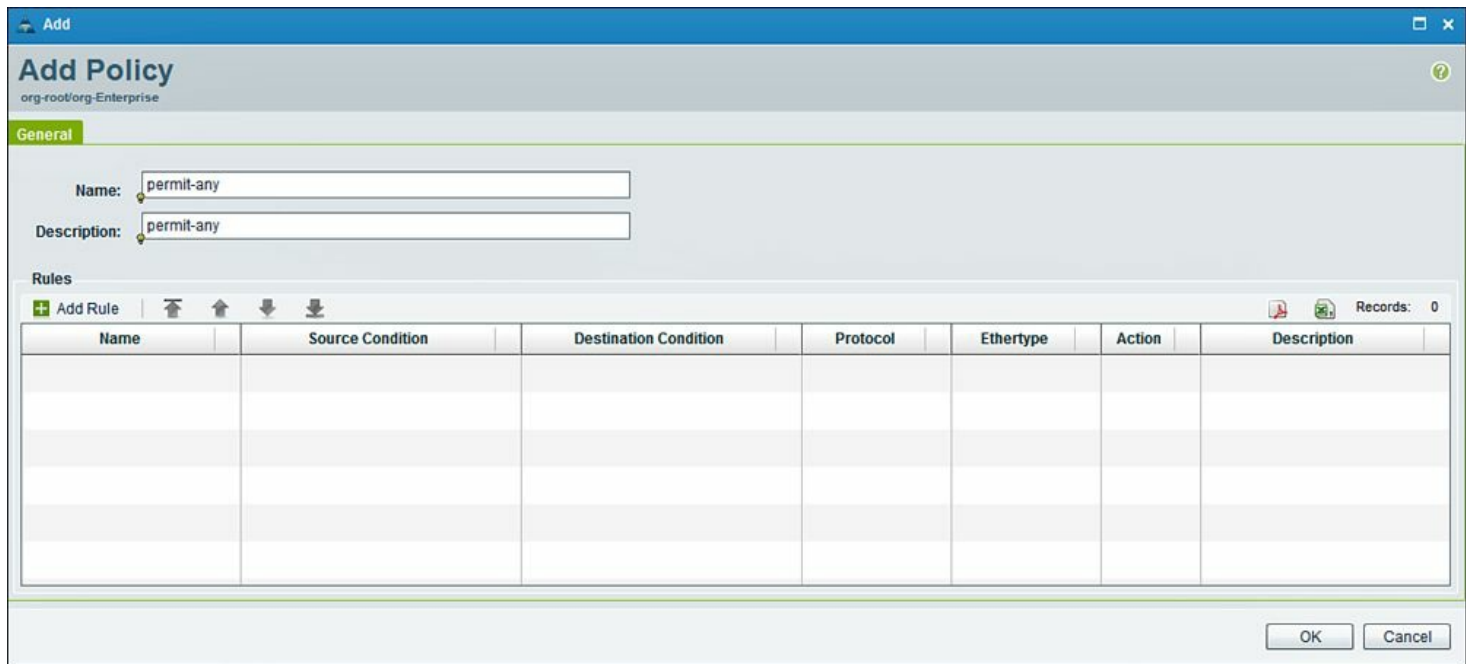 Add
Add Policy
org-root/org-Enterprise
General
Name: permit-any
Description: permit-any
Rules
Add Rule Records: 0
Name Source Condition Destination Condition Protocol Ethertype Action Description
OK Cancel